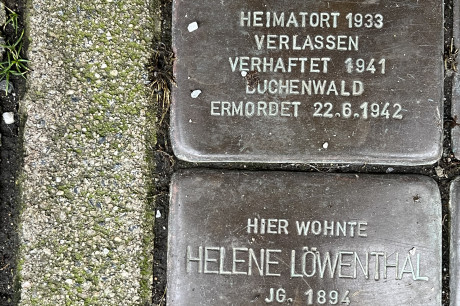 HEIMATORT 1933
VERLASSEN
VERHAFTET 1941
BUCHENWALD
ERMORDET 22.6.1942
HIER WOHNTE
HELENE LÖWENTHAL
JG. 1894